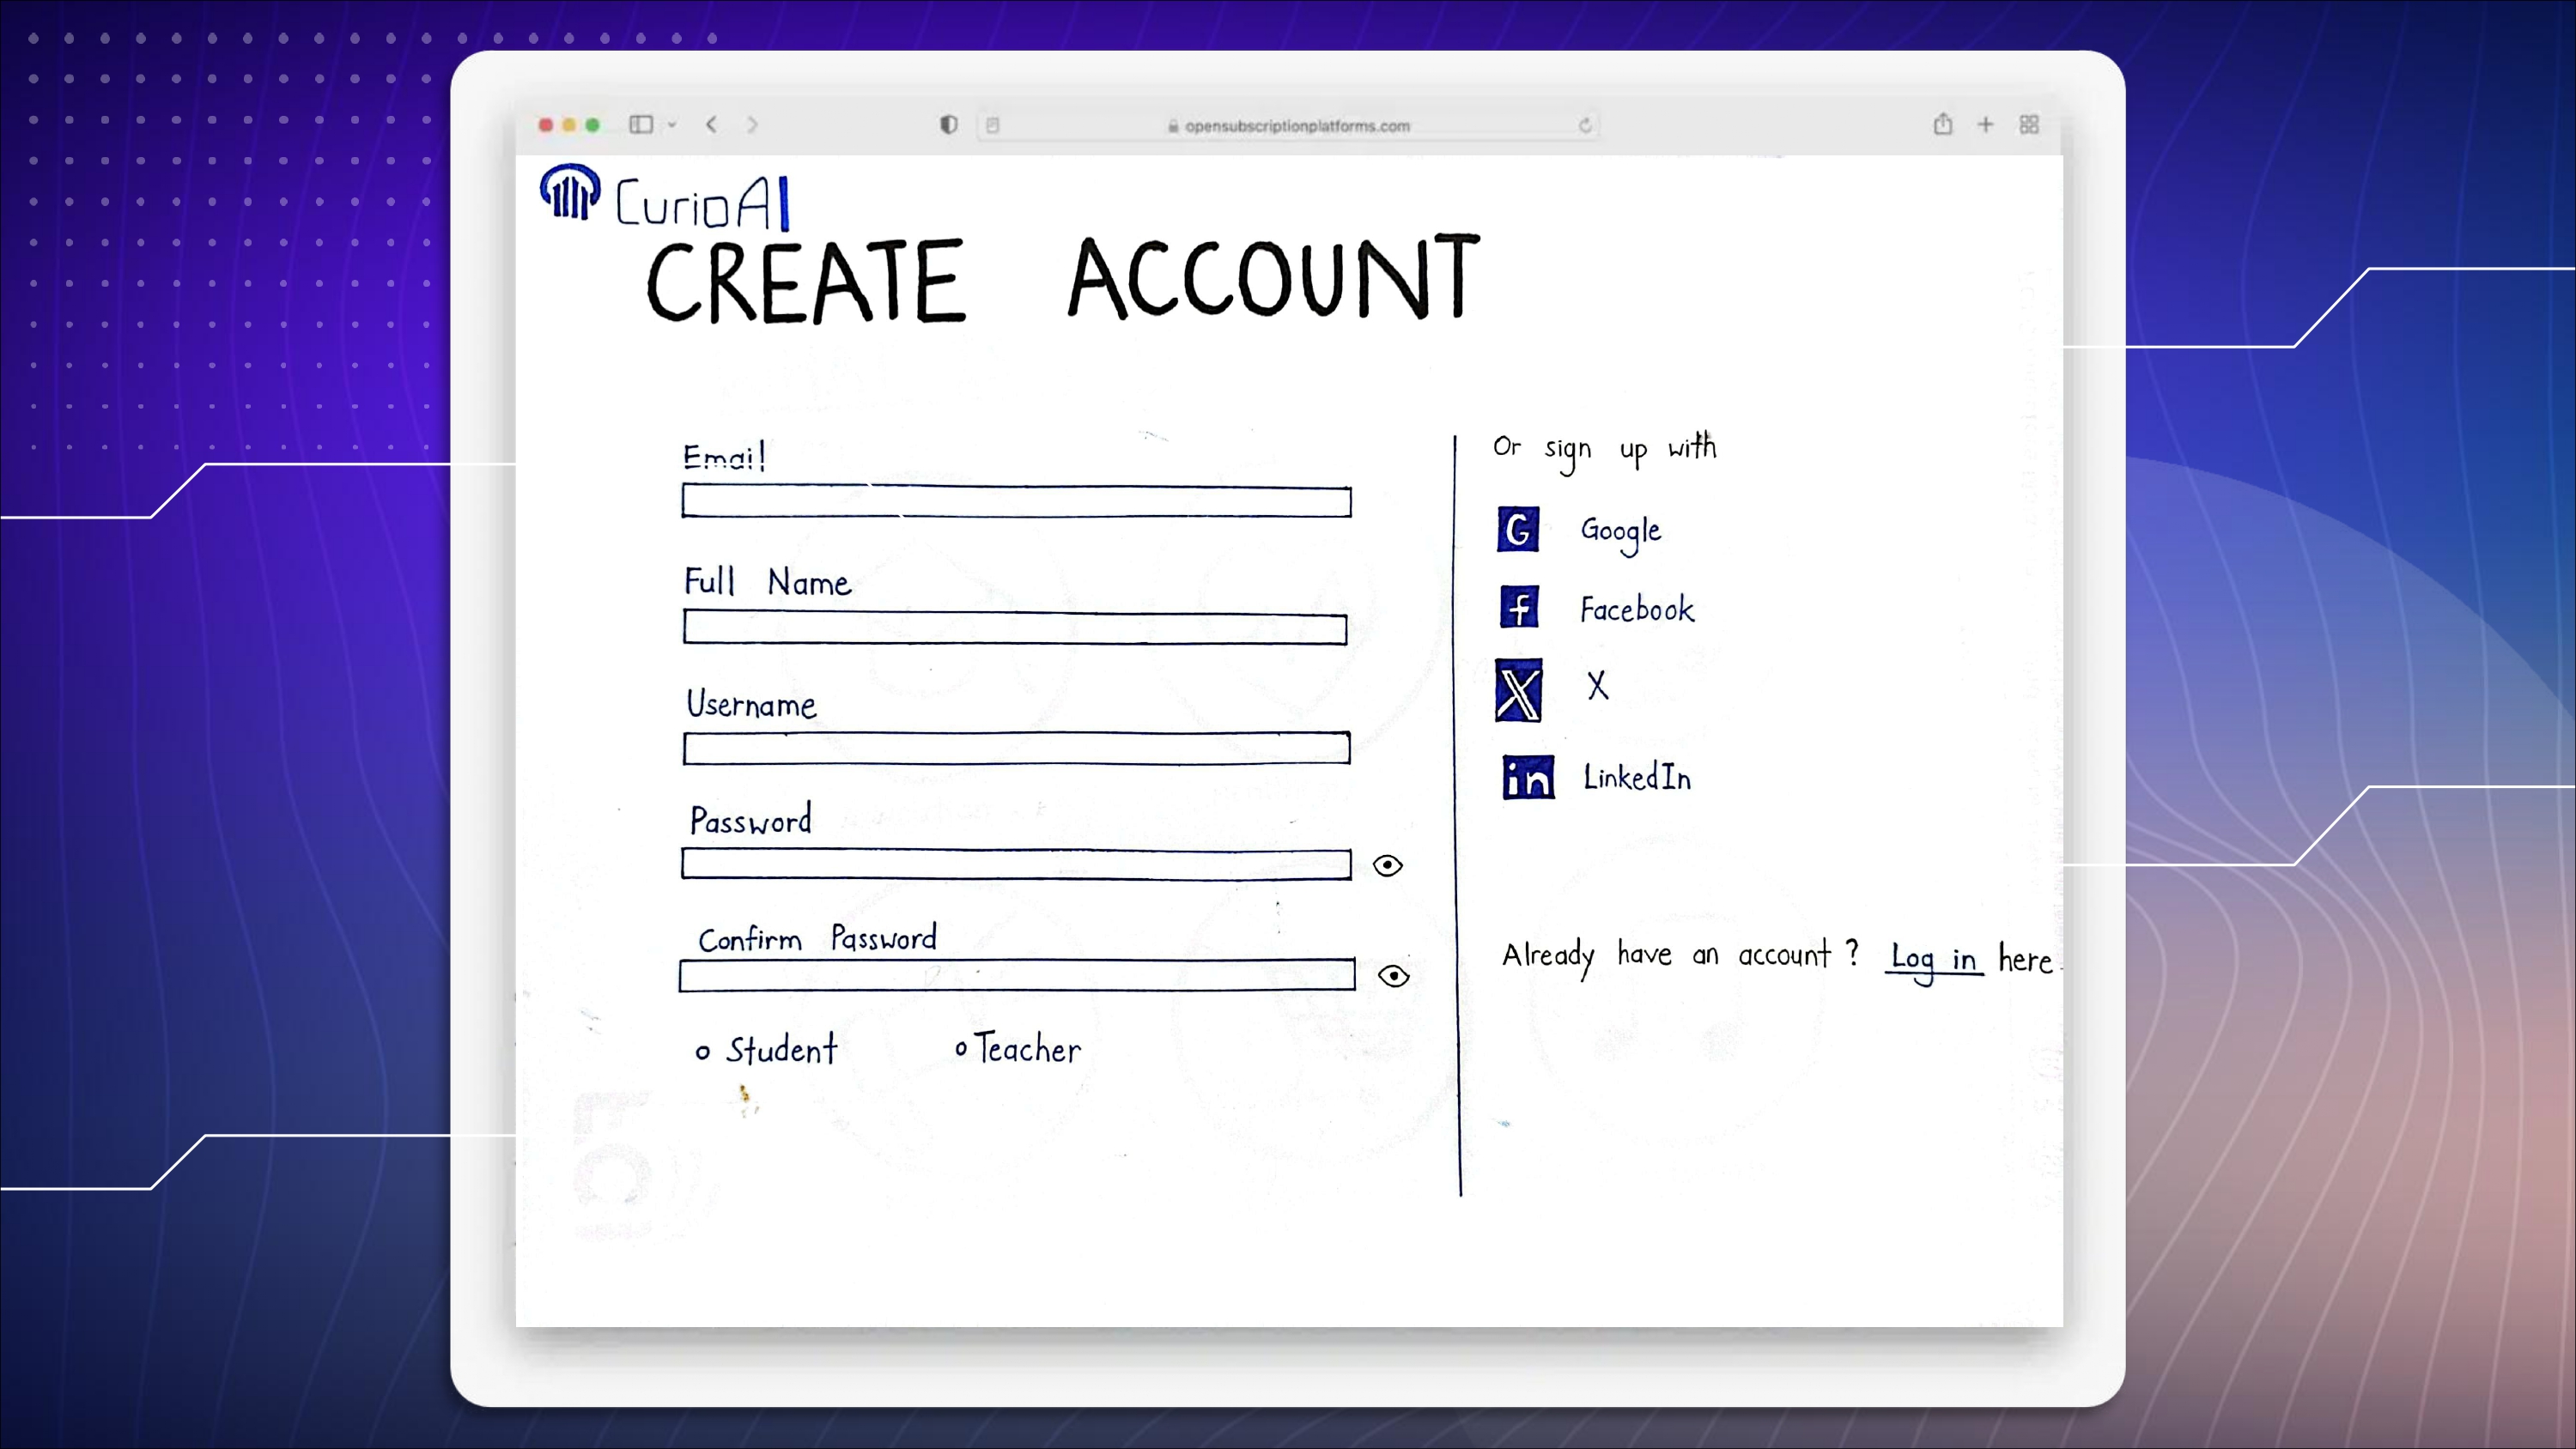 opensubscriptionplatforms.com
CurioAI
CREATE ACCOUNT
Email
Full Name
Username
Password
Confirm Password
Student
Teacher
Or sign up with
G Google
f Facebook
X X
in LinkedIn
Already have an account? Log in here